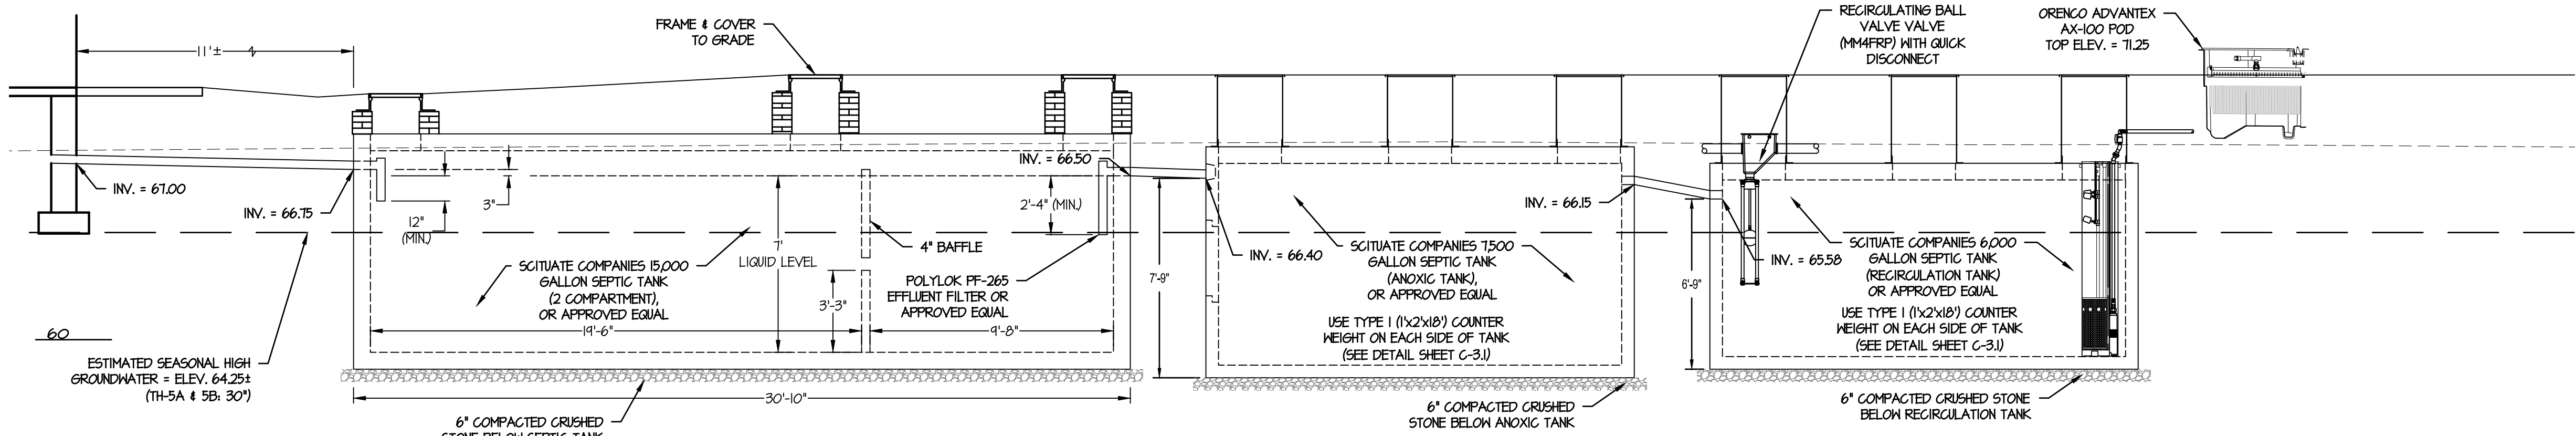 FRAME & COVER
TO GRADE
RECIRCULATING BALL
VALVE VALVE
(MM4FRP) WITH QUICK
DISCONNECT
ORENCO ADVANTEX
AX-100 POD
TOP ELEV. = 71.25
11'±
INV. = 67.00
INV. = 66.75
12"
(MIN.)
3"
7'
LIQUID LEVEL
4" BAFFLE
INV. = 66.50
2'-4" (MIN.)
SCITUATE COMPANIES 15,000
GALLON SEPTIC TANK
(2 COMPARTMENT),
OR APPROVED EQUAL
3'-3"
POLYLOK PF-265
EFFLUENT FILTER OR
APPROVED EQUAL
19'-6"
9'-8"
30'-10"
60
ESTIMATED SEASONAL HIGH
GROUNDWATER = ELEV. 64.25±
(TH-5A & 5B: 30")
6" COMPACTED CRUSHED
STONE BELOW SEPTIC TANK
INV. = 66.40
7'-9"
SCITUATE COMPANIES 7,500
GALLON SEPTIC TANK
(ANOXIC TANK),
OR APPROVED EQUAL
USE TYPE 1 (1'x2'x18') COUNTER
WEIGHT ON EACH SIDE OF TANK
(SEE DETAIL SHEET C-3.1)
INV. = 66.15
6" COMPACTED CRUSHED
STONE BELOW ANOXIC TANK
INV. = 65.58
6'-9"
SCITUATE COMPANIES 6,000
GALLON SEPTIC TANK
(RECIRCULATION TANK)
OR APPROVED EQUAL
USE TYPE 1 (1'x2'x18') COUNTER
WEIGHT ON EACH SIDE OF TANK
(SEE DETAIL SHEET C-3.1)
6" COMPACTED CRUSHED STONE
BELOW RECIRCULATION TANK